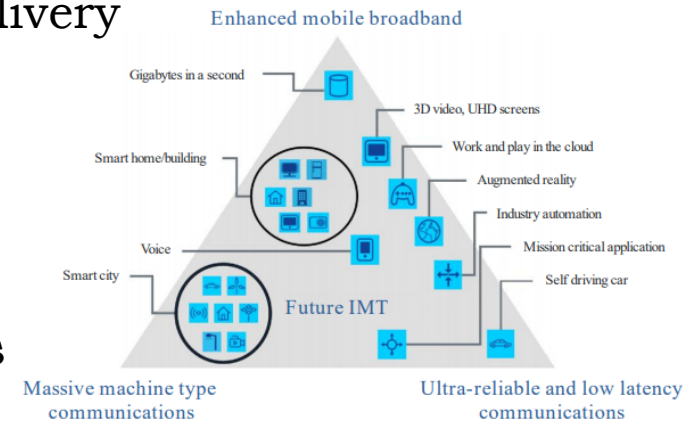 livery
Enhanced mobile broadband
Gigabytes in a second
3D video, UHD screens
Work and play in the cloud
Smart home/building
Augmented reality
Industry automation
Voice
Mission critical application
Smart city
Self driving car
Future IMT
s
Massive machine type
communications
Ultra-reliable and low latency
communications